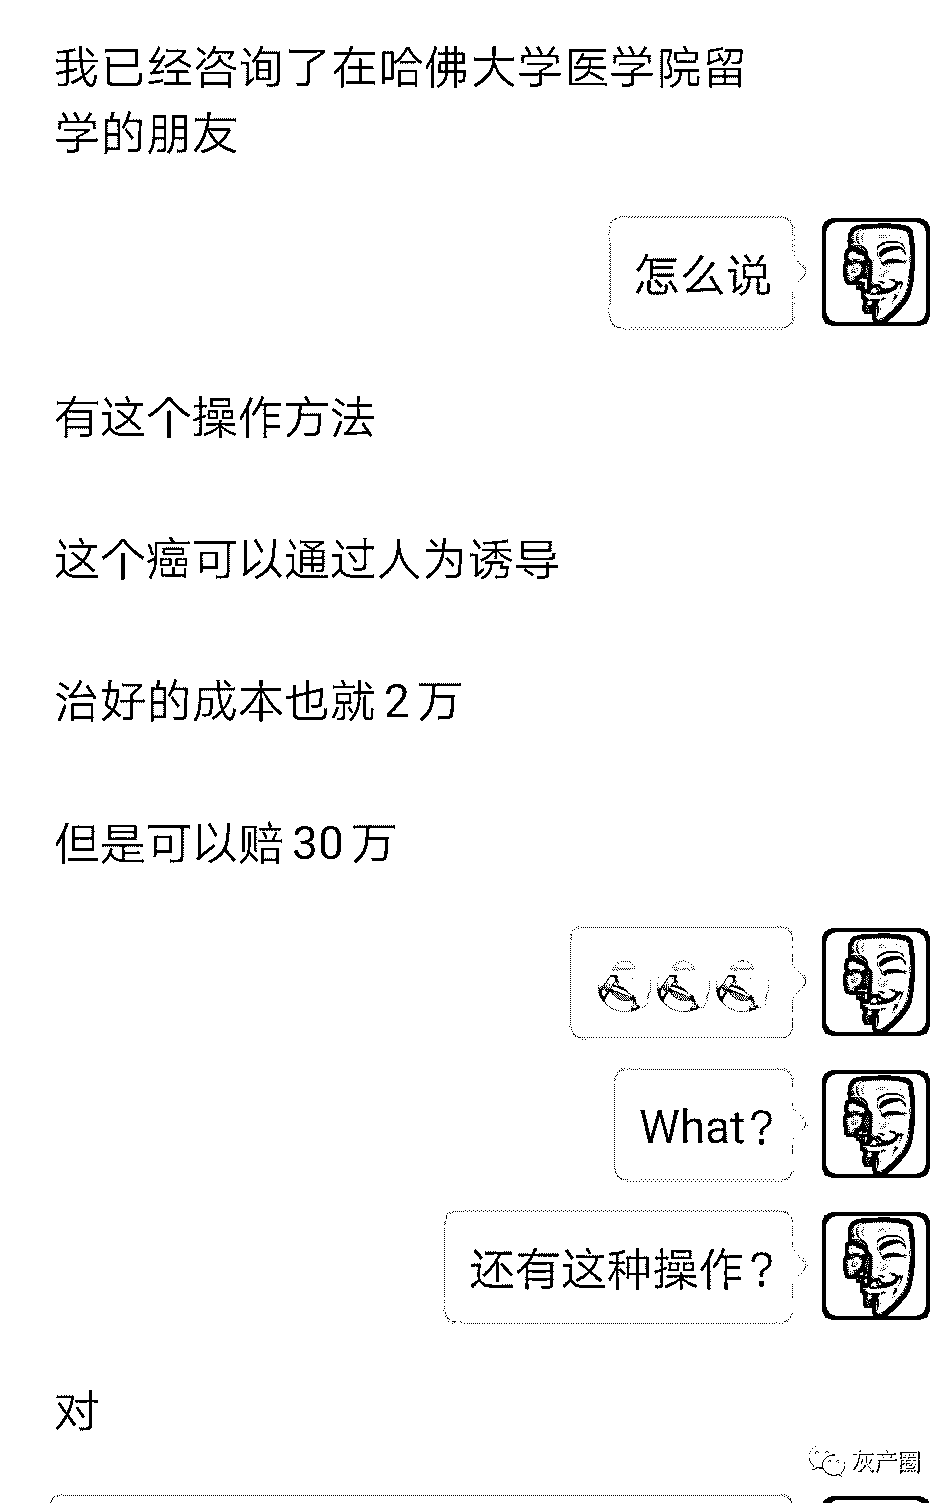 我已经咨询了在哈佛大学医学院留
学的朋友
怎么说
有这个操作方法
这个癌可以通过人为诱导
治好的成本也就2万
但是可以赔30万
What?
还有这种操作?
对
灰产圈